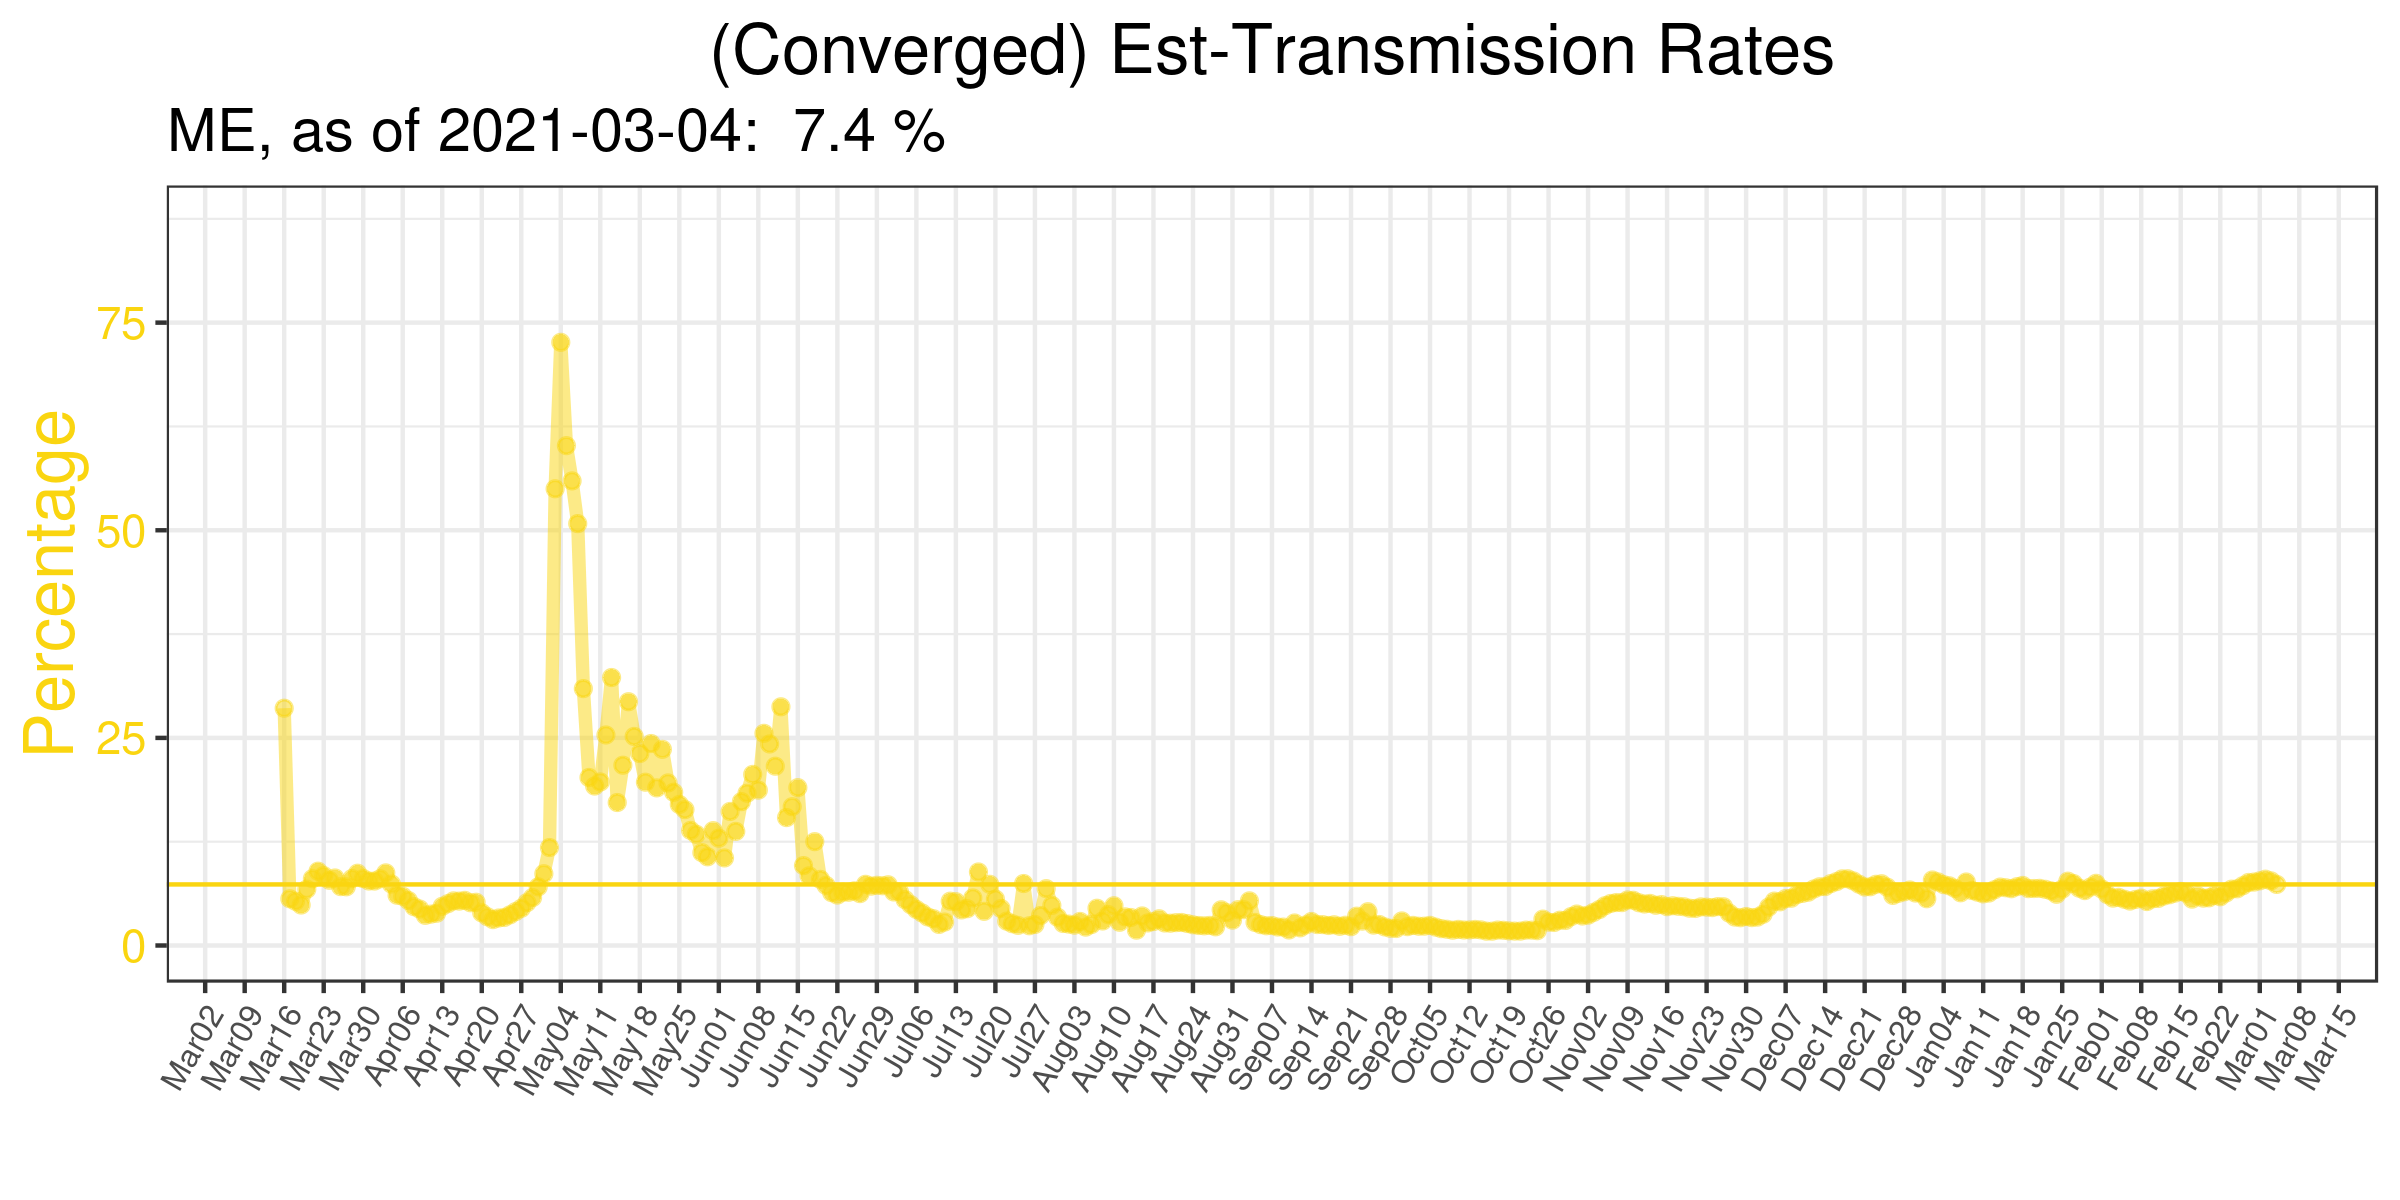 (Converged) Est-Transmission Rates
ME, as of 2021-03-04:  7.4 %
Percentage
75
50
25
0
Mar02 Mar09 Mar16 Mar23 Mar30 Apr06 Apr13 Apr20 Apr27 May04 May11 May18 May25 Jun01 Jun08 Jun15 Jun22 Jun29 Jul06 Jul13 Jul20 Jul27 Aug03 Aug10 Aug17 Aug24 Aug31 Sep07 Sep14 Sep21 Sep28 Oct05 Oct12 Oct19 Oct26 Nov02 Nov09 Nov16 Nov23 Nov30 Dec07 Dec14 Dec21 Dec28 Jan04 Jan11 Jan18 Jan25 Feb01 Feb08 Feb15 Feb22 Mar01 Mar08 Mar15